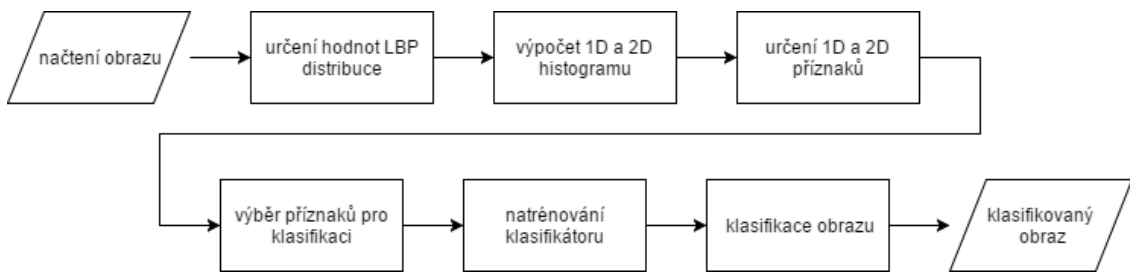 načtení obrazu
určení hodnot LBP
distribuce
výpočet 1D a 2D
histogramu
určení 1D a 2D
příznaků
výběr příznaků pro
klasifikaci
natrénování
klasifikátoru
klasifikace obrazu
klasifikovaný
obraz